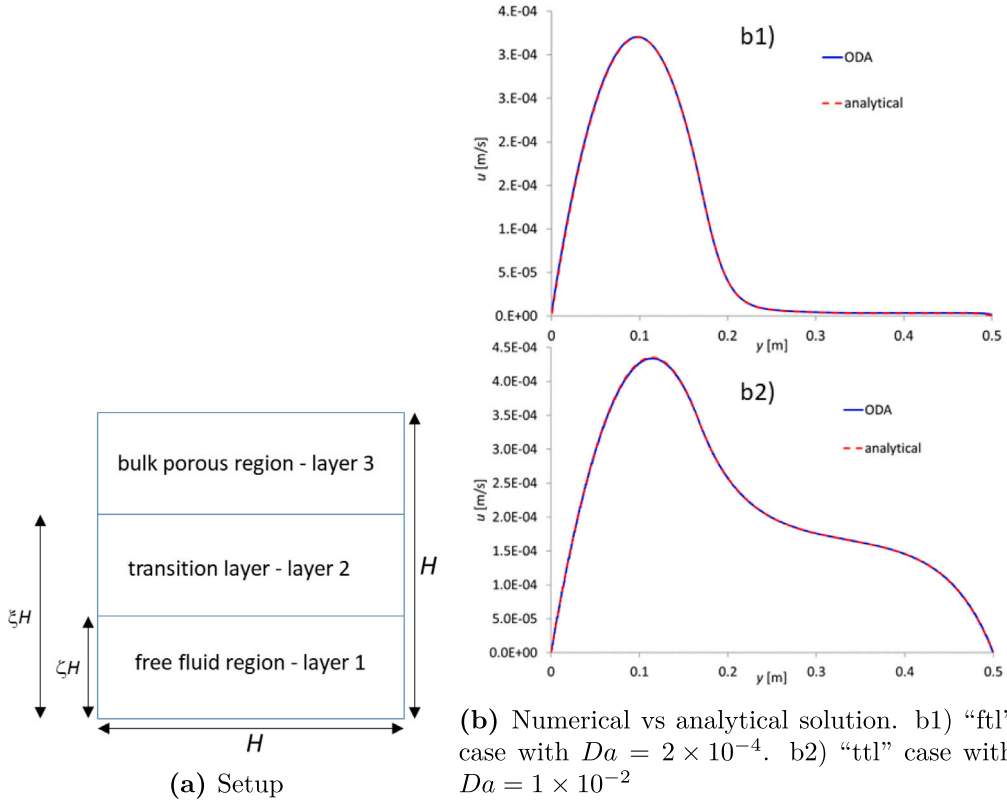 bulk porous region - layer 3
transition layer - layer 2
free fluid region - layer 1
H
ξH
ζH
H
(a) Setup
b1)
ODA
analytical
u [m/s]
4.E-04
3.E-04
3.E-04
2.E-04
2.E-04
1.E-04
1.E-04
5.E-05
0.E+00
0 0.1 0.2 0.3 0.4 0.5
y [m]
b2)
ODA
analytical
u [m/s]
4.5E-04
4.0E-04
3.5E-04
3.0E-04
2.5E-04
2.0E-04
1.5E-04
1.0E-04
5.0E-05
0.0E+00
0 0.1 0.2 0.3 0.4 0.5
y [m]
(b) Numerical vs analytical solution. b1) “ftl”
case with Da = 2 × 10⁻⁴. b2) “ttl” case with
Da = 1 × 10⁻²